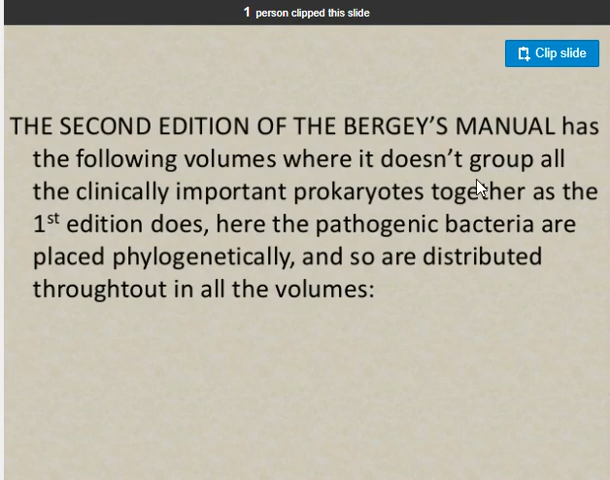 1 person clipped this slide
Clip slide
THE SECOND EDITION OF THE BERGEY'S MANUAL has
the following volumes where it doesn't group all
the clinically important prokaryotes together as the
1st edition does, here the pathogenic bacteria are
placed phylogenetically, and so are distributed
throughtout in all the volumes: